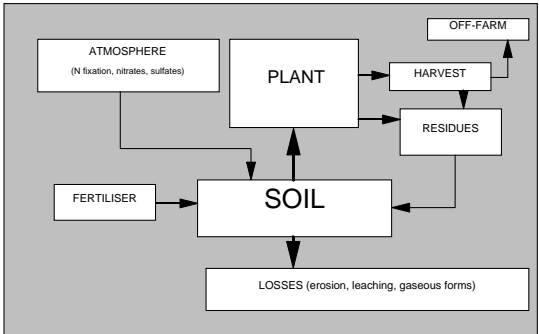 OFF-FARM
ATMOSPHERE
(N fixation, nitrates, sulfates)
PLANT
HARVEST
RESIDUES
FERTILISER
SOIL
LOSSES (erosion, leaching, gaseous forms)